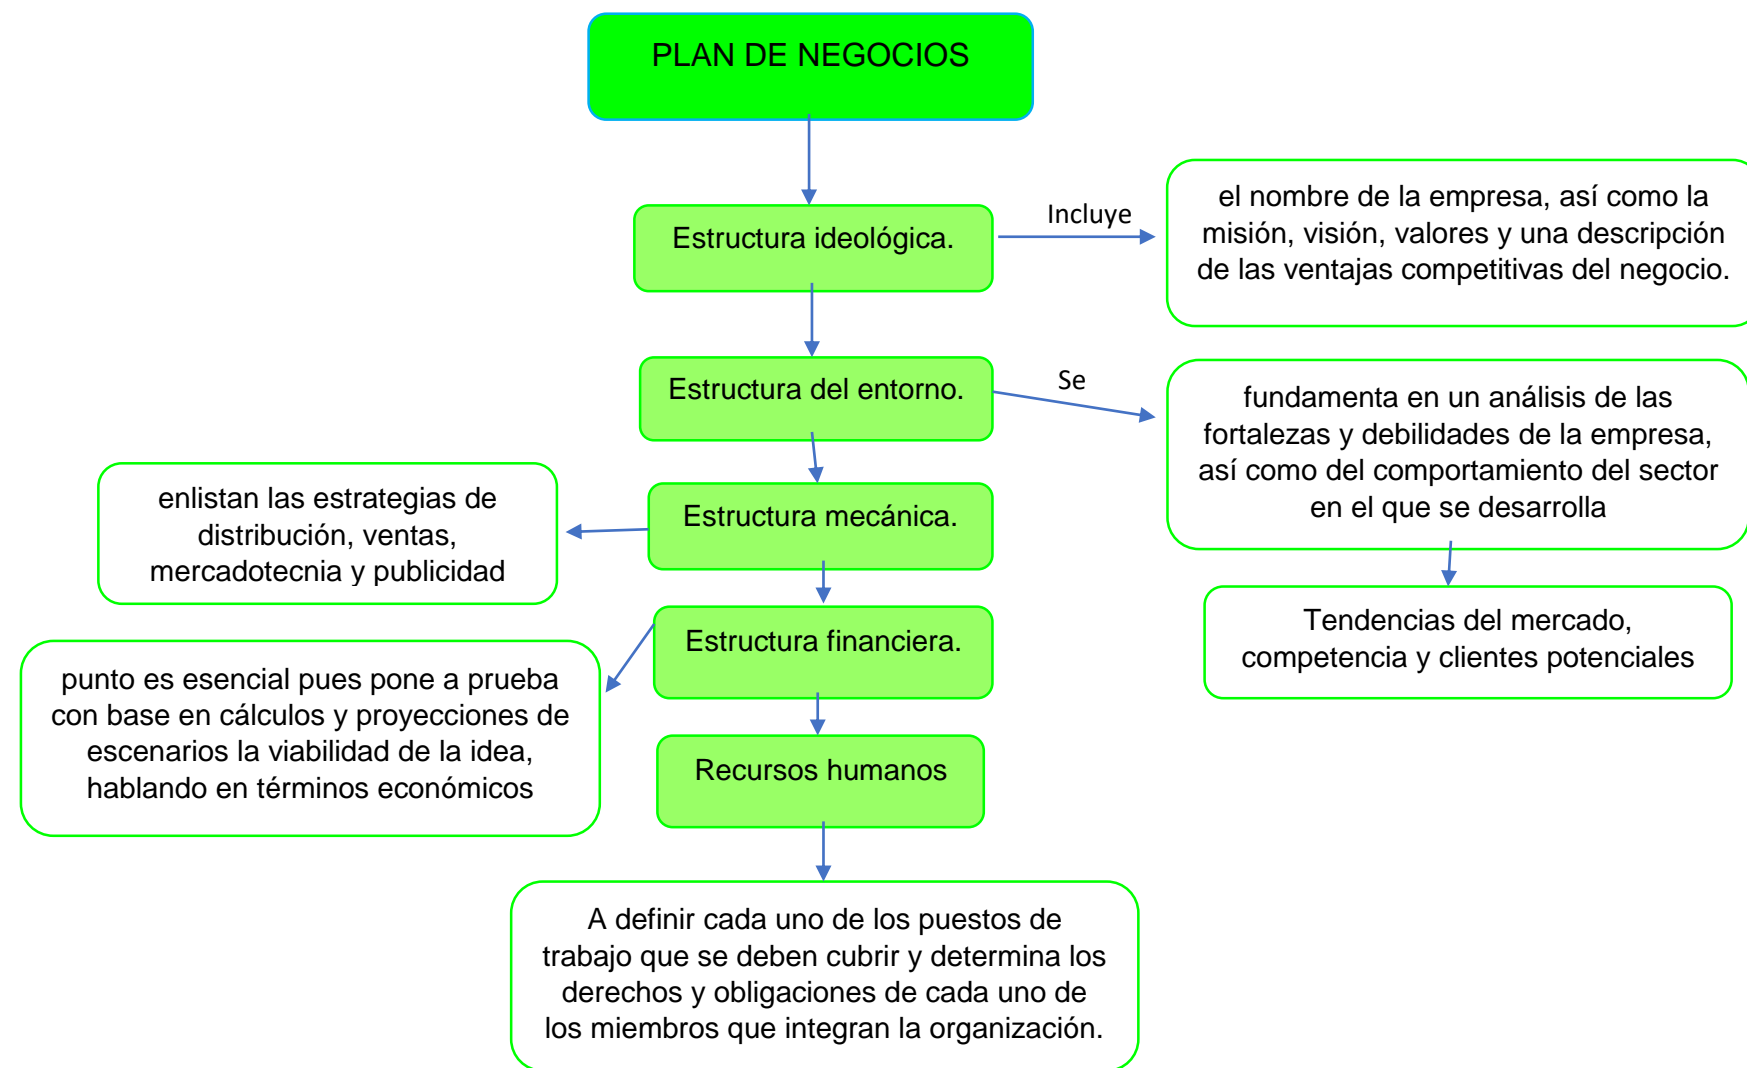 PLAN DE NEGOCIOS
Estructura ideológica.
Incluye
el nombre de la empresa, así como la
misión, visión, valores y una descripción
de las ventajas competitivas del negocio.
Estructura del entorno.
Se
fundamenta en un análisis de las
fortalezas y debilidades de la empresa,
así como del comportamiento del sector
en el que se desarrolla
Tendencias del mercado,
competencia y clientes potenciales
Estructura mecánica.
enlistan las estrategias de
distribución, ventas,
mercadotecnia y publicidad
Estructura financiera.
punto es esencial pues pone a prueba
con base en cálculos y proyecciones de
escenarios la viabilidad de la idea,
hablando en términos económicos
Recursos humanos
A definir cada uno de los puestos de
trabajo que se deben cubrir y determina los
derechos y obligaciones de cada uno de
los miembros que integran la organización.